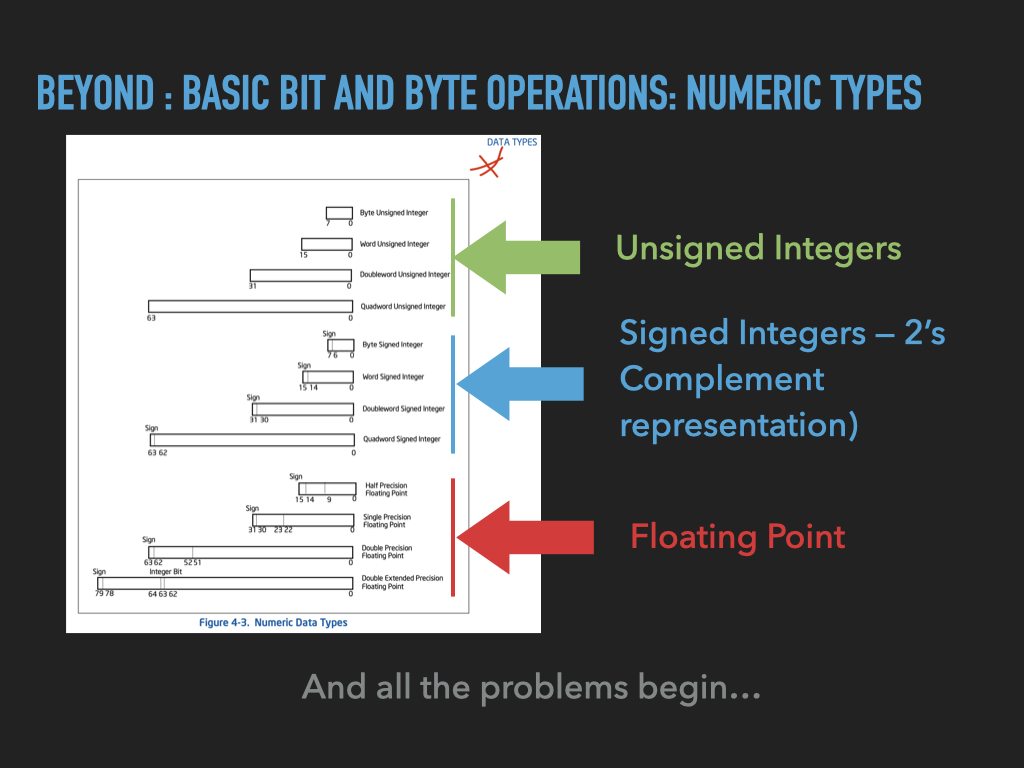 BEYOND : BASIC BIT AND BYTE OPERATIONS: NUMERIC TYPES
DATA TYPES
Byte Unsigned Integer
7 0
Word Unsigned Integer
15 0
Doubleword Unsigned Integer
31 0
Quadword Unsigned Integer
63 0
Sign
Byte Signed Integer
7 6 0
Sign
Word Signed Integer
15 14 0
Sign
Doubleword Signed Integer
31 30 0
Sign
Quadword Signed Integer
63 62 0
Sign
Half Precision
Floating Point
15 14 9 0
Sign
Single Precision
Floating Point
31 30 23 22 0
Sign
Double Precision
Floating Point
63 62 52 51 0
Sign Integer Bit
Double Extended Precision
Floating Point
79 78 64 63 62 0
Figure 4-3. Numeric Data Types
Unsigned Integers
Signed Integers – 2’s
Complement
representation)
Floating Point
And all the problems begin…